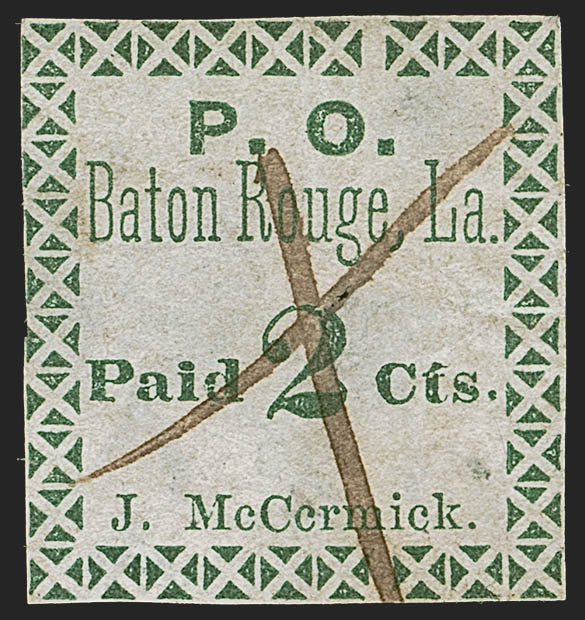 P. O.
Baton Rouge, La.
Paid 2 Cts.
J. McCcrmick.